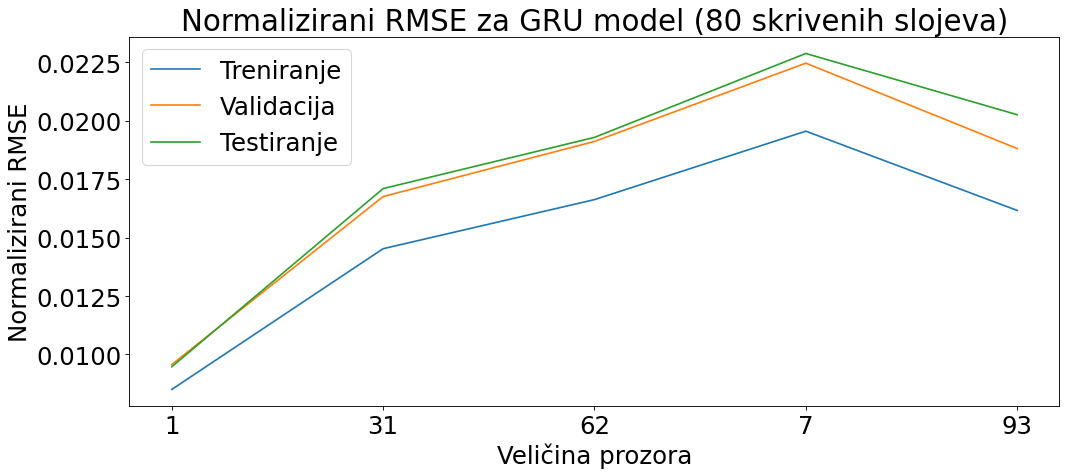 Normalizirani RMSE za GRU model (80 skrivenih slojeva)
Treniranje
Validacija
Testiranje
Normalizirani RMSE
0.0225
0.0200
0.0175
0.0150
0.0125
0.0100
1 31 62 7 93
Veličina prozora